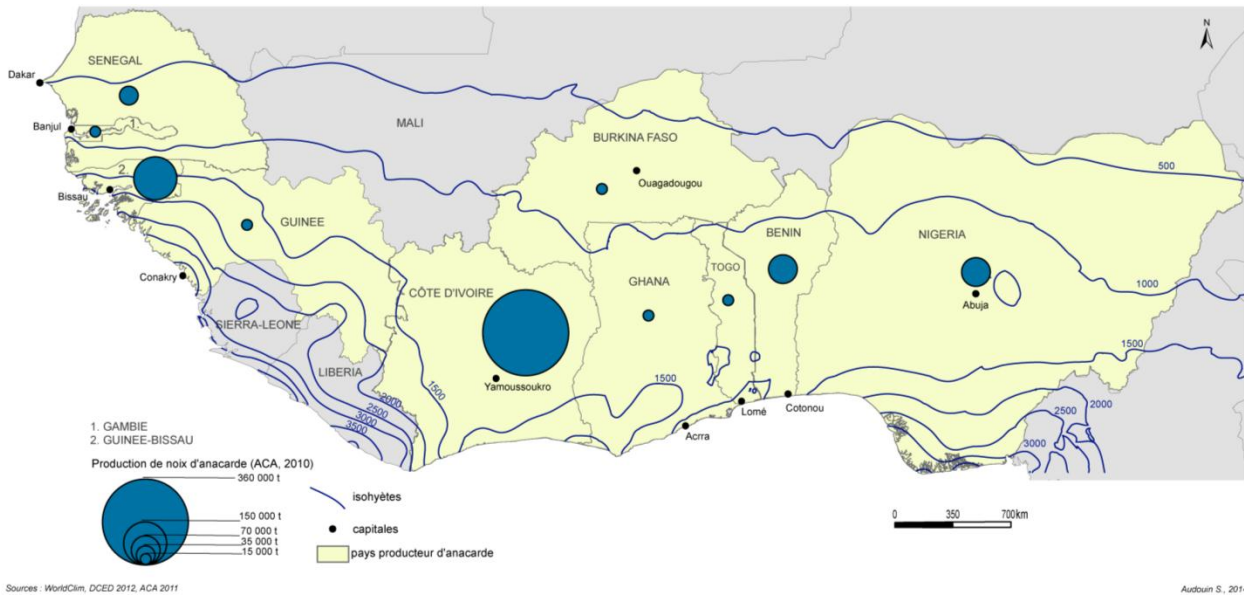 N
SENEGAL
Dakar
Banjul
1.
MALI
BURKINA FASO
500
2.
Ouagadougou
Bissau
GUINEE
BENIN
NIGERIA
TOGO
Conakry
CÔTE D'IVOIRE
GHANA
1000
Abuja
SIERRA-LEONE
1500
LIBERIA
Yamoussoukro
1500
1500
2000
2500
3000
3500
Lomé
Cotonou
Acrra
2000
2500
3000
1. GAMBIE
2. GUINEE-BISSAU
Production de noix d'anacarde (ACA, 2010)
360 000 t
150 000 t
70 000 t
35 000 t
15 000 t
isohyètes
capitales
pays producteur d'anacarde
0 350 700 km
Sources : WorldClim, DCED 2012, ACA 2011
Audouin S., 2014